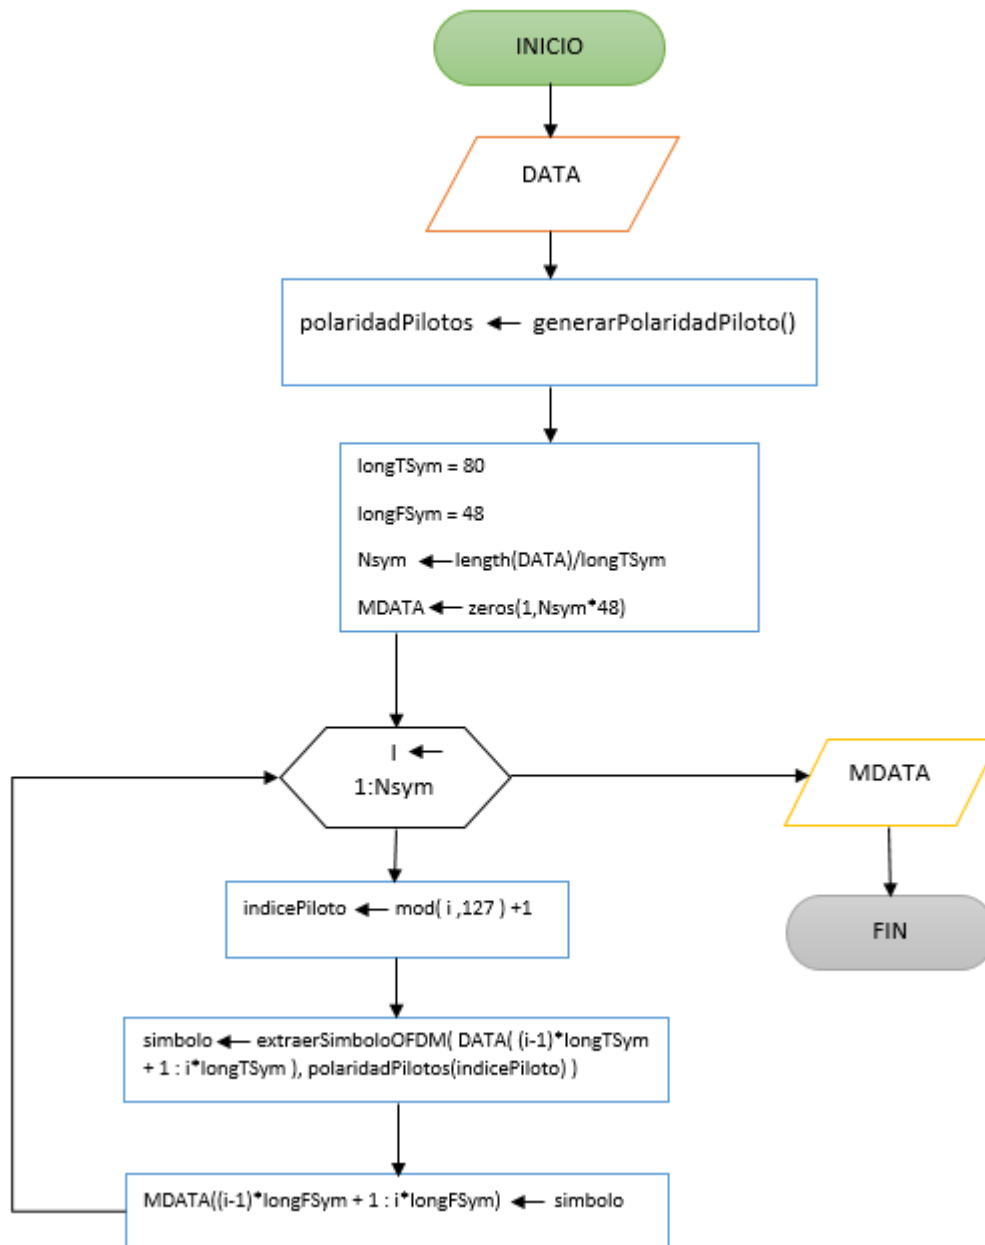 INICIO
DATA
polaridadPilotos ← generarPolaridadPiloto()
longTSym = 80
longFSym = 48
Nsym ← length(DATA)/longTSym
MDATA ← zeros(1,Nsym*48)
I ←
1:Nsym
MDATA
indicePiloto ← mod( i ,127 ) +1
FIN
simbolo ← extraerSimboloOFDM( DATA( (i-1)*longTSym
+ 1 : i*longTSym ), polaridadPilotos(indicePiloto) )
MDATA((i-1)*longFSym + 1 : i*longFSym) ← simbolo